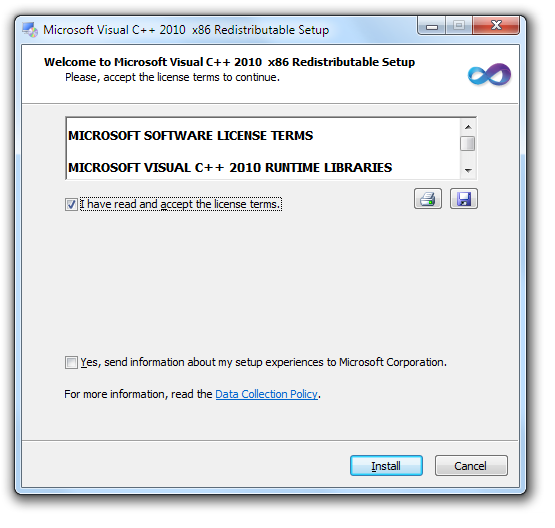 Microsoft Visual C++ 2010  x86 Redistributable Setup
Welcome to Microsoft Visual C++ 2010  x86 Redistributable Setup
Please, accept the license terms to continue.
MICROSOFT SOFTWARE LICENSE TERMS
MICROSOFT VISUAL C++ 2010 RUNTIME LIBRARIES
I have read and accept the license terms.
Yes, send information about my setup experiences to Microsoft Corporation.
For more information, read the Data Collection Policy.
Install
Cancel